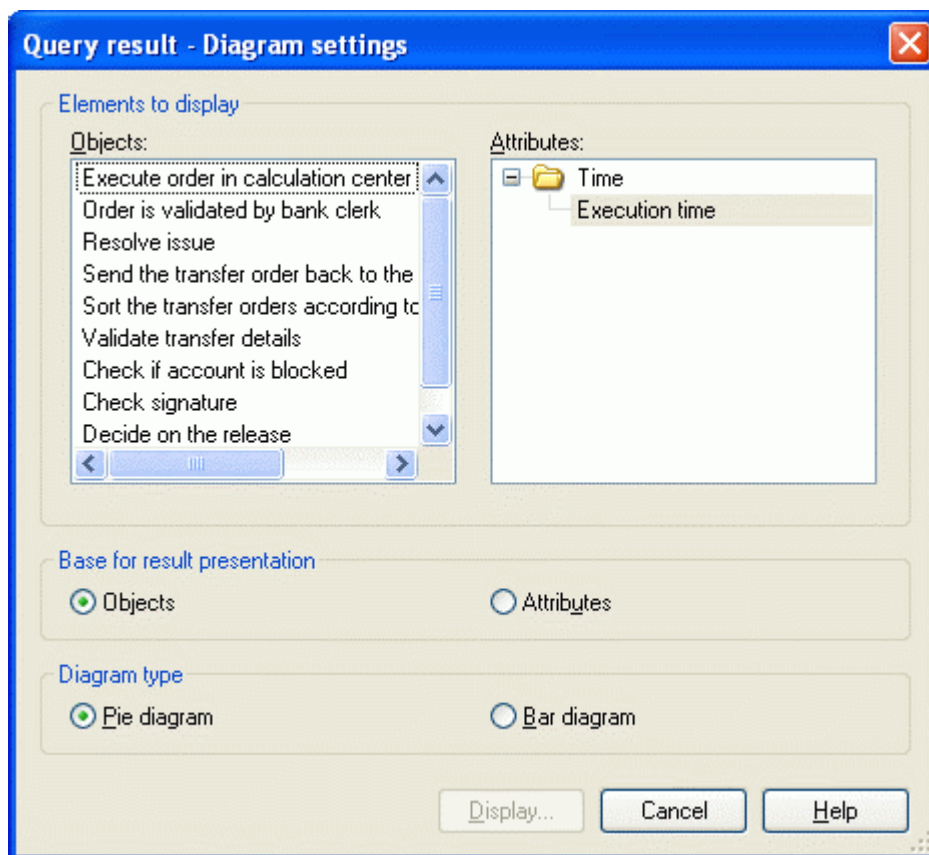 Query result - Diagram settings
Elements to display
Objects:
Attributes:
Execute order in calculation center
Order is validated by bank clerk
Resolve issue
Send the transfer order back to the
Sort the transfer orders according to
Validate transfer details
Check if account is blocked
Check signature
Decide on the release
Time
Execution time
Base for result presentation
Objects
Attributes
Diagram type
Pie diagram
Bar diagram
Display...
Cancel
Help